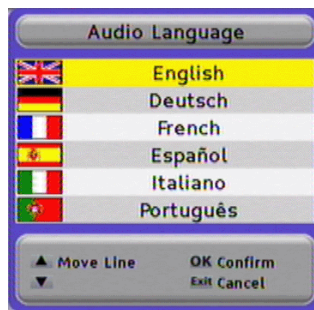 Audio Language
English
Deutsch
French
Español
Italiano
Português
▲ Move Line OK Confirm
▼ Exit Cancel